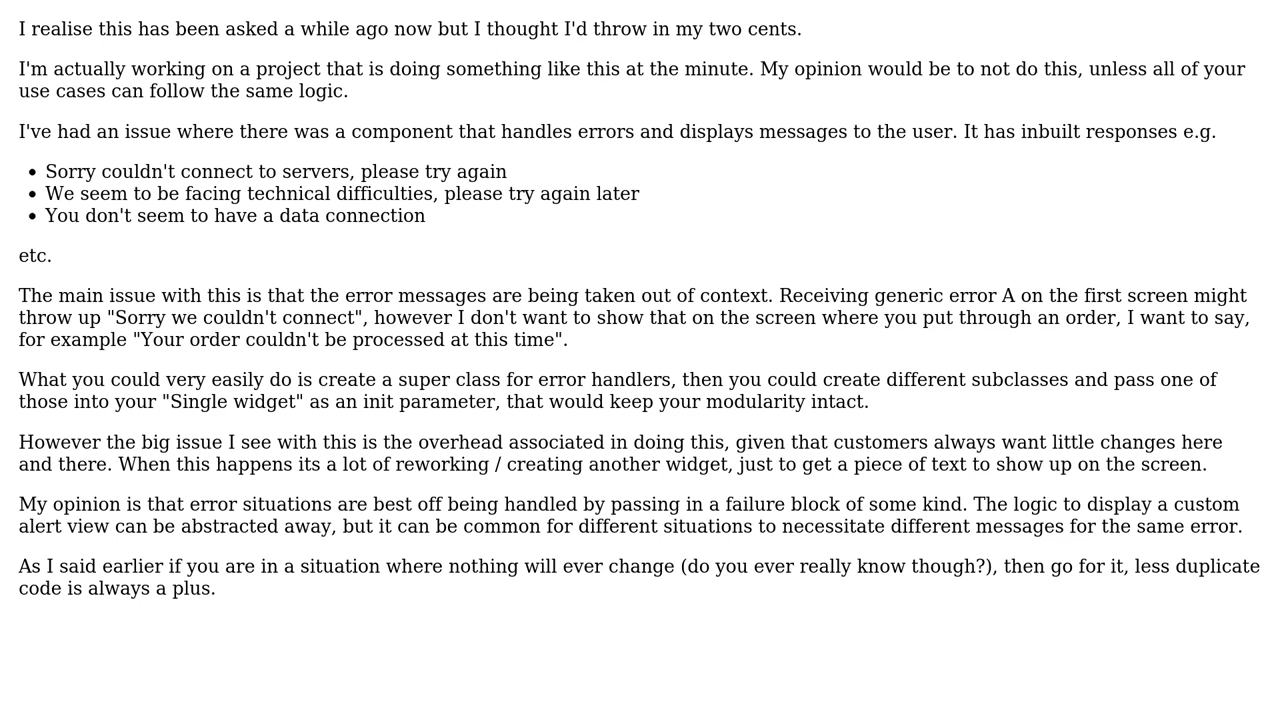 I realise this has been asked a while ago now but I thought I'd throw in my two cents.
I'm actually working on a project that is doing something like this at the minute. My opinion would be to not do this, unless all of your
use cases can follow the same logic.
I've had an issue where there was a component that handles errors and displays messages to the user. It has inbuilt responses e.g.
• Sorry couldn't connect to servers, please try again
• We seem to be facing technical difficulties, please try again later
• You don't seem to have a data connection
etc.
The main issue with this is that the error messages are being taken out of context. Receiving generic error A on the first screen might
throw up "Sorry we couldn't connect", however I don't want to show that on the screen where you put through an order, I want to say,
for example "Your order couldn't be processed at this time".
What you could very easily do is create a super class for error handlers, then you could create different subclasses and pass one of
those into your "Single widget" as an init parameter, that would keep your modularity intact.
However the big issue I see with this is the overhead associated in doing this, given that customers always want little changes here
and there. When this happens its a lot of reworking / creating another widget, just to get a piece of text to show up on the screen.
My opinion is that error situations are best off being handled by passing in a failure block of some kind. The logic to display a custom
alert view can be abstracted away, but it can be common for different situations to necessitate different messages for the same error.
As I said earlier if you are in a situation where nothing will ever change (do you ever really know though?), then go for it, less duplicate
code is always a plus.